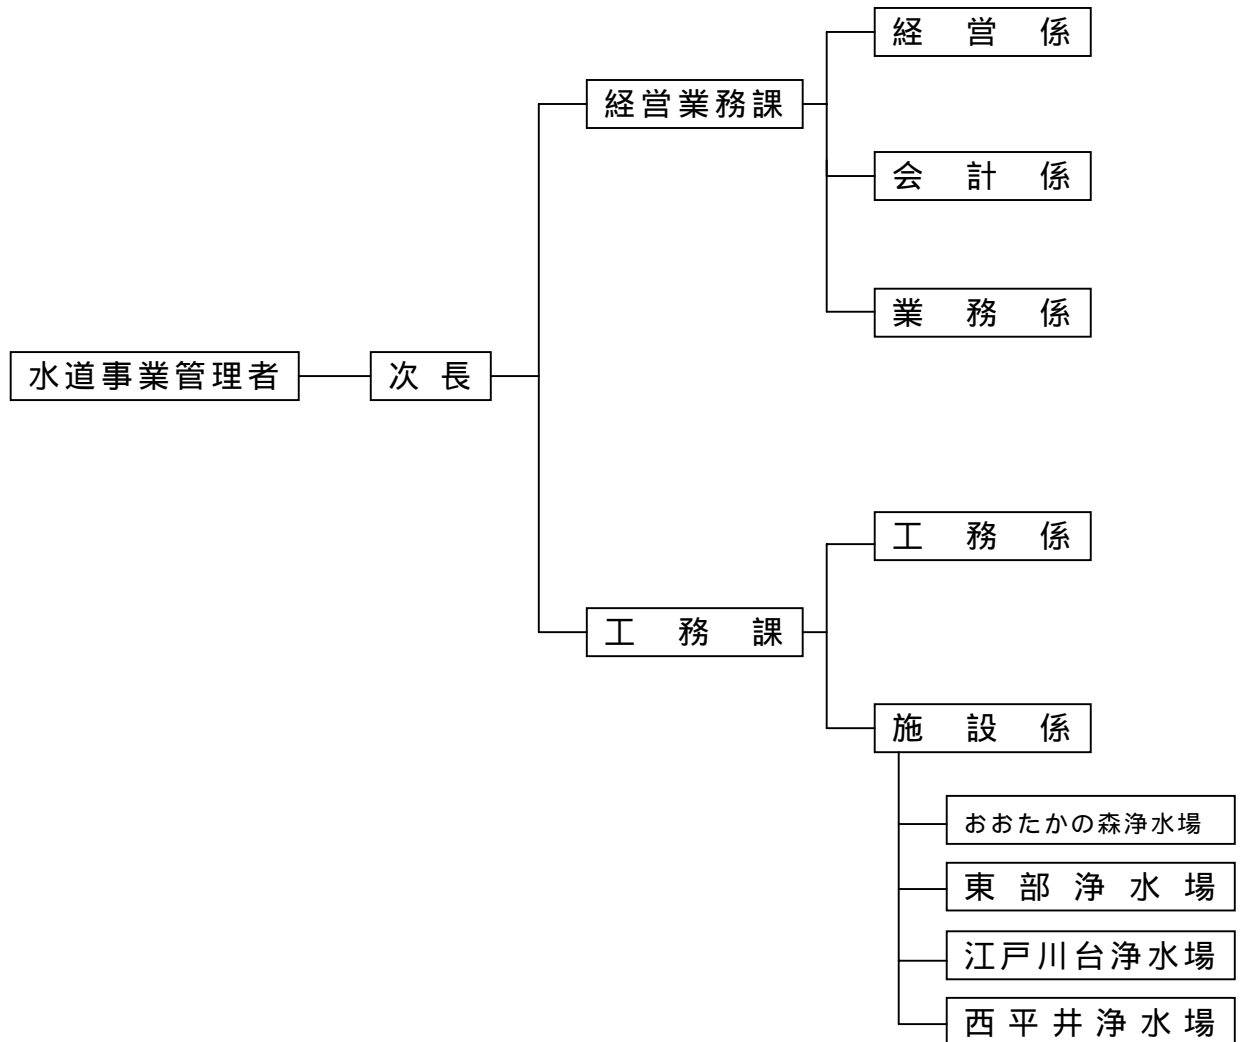 経営係
経営業務課
会計係
業務係
水道事業管理者
次長
工務係
工務課
施設係
おおたかの森浄水場
東部浄水場
江戸川台浄水場
西平井浄水場